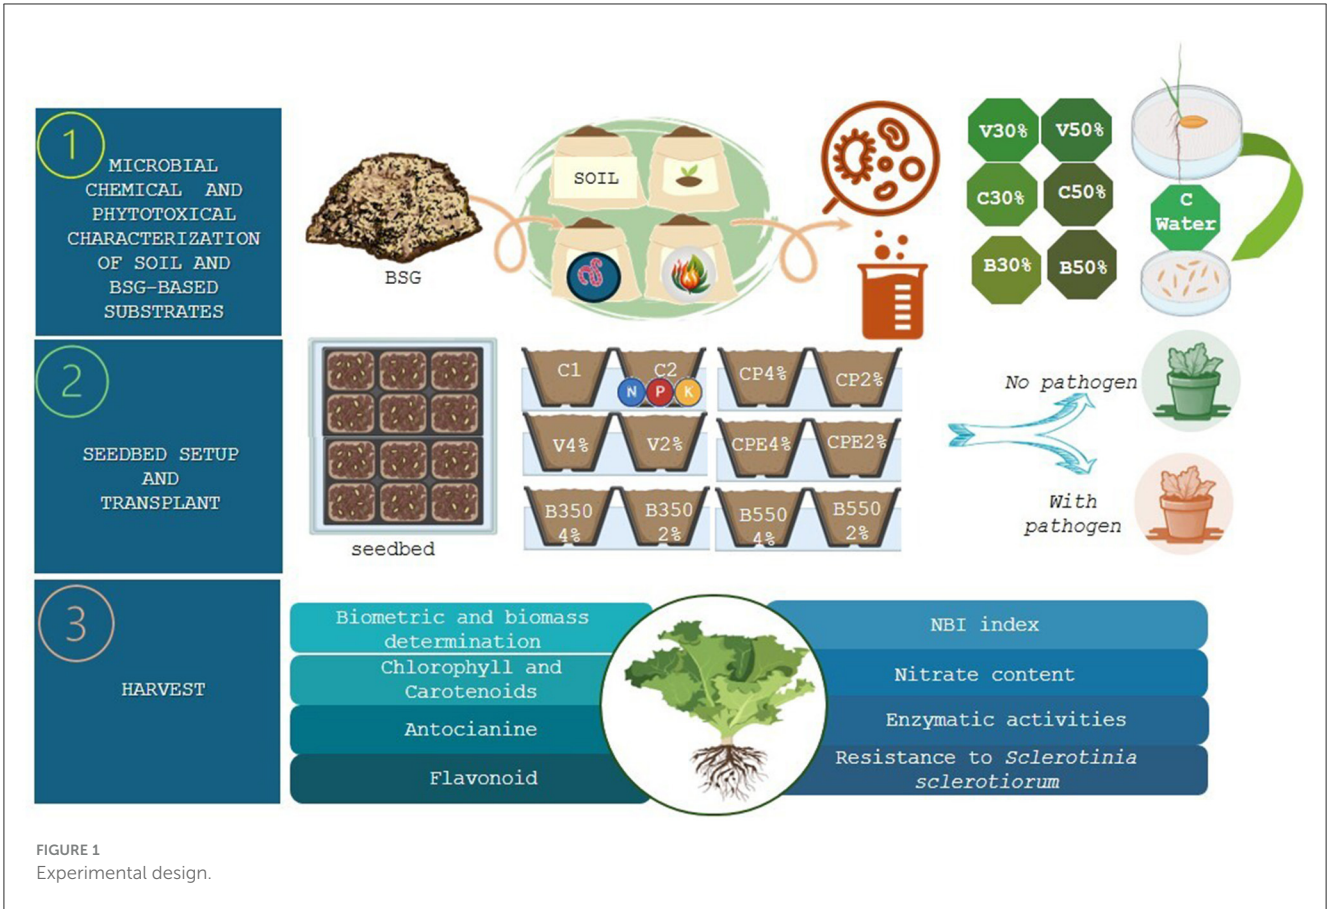 1
MICROBIAL
CHEMICAL AND
PHYTOTOXICAL
CHARACTERIZATION
OF SOIL AND
BSG-BASED
SUBSTRATES
BSG
SOIL
V30%
V50%
C30%
C50%
B30%
B50%
C
Water
2
SEEDBED SETUP
AND
TRANSPLANT
seedbed
C1
C2
N
P
K
CP4%
CP2%
V4%
V2%
CPE4%
CPE2%
B350
4%
B350
2%
B550
4%
B550
2%
No pathogen
With
pathogen
3
HARVEST
Biometric and biomass
determination
Chlorophyll and
Carotenoids
Antocianine
Flavonoid
NBI index
Nitrate content
Enzymatic activities
Resistance to Sclerotinia
sclerotiorum
FIGURE 1
Experimental design.